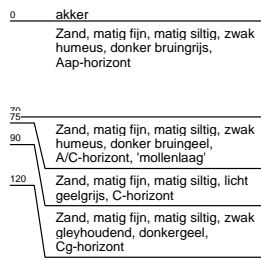 0 akker
Zand, matig fijn, matig siltig, zwak
humeus, donker bruingrijs,
Aap-horizont
70
75
Zand, matig fijn, matig siltig, zwak
humeus, donker bruingeel,
A/C-horizont, 'mollenlaag'
90
Zand, matig fijn, matig siltig, licht
geelgrijs, C-horizont
120
Zand, matig fijn, matig siltig, zwak
gleyhoudend, donkergeel,
Cg-horizont